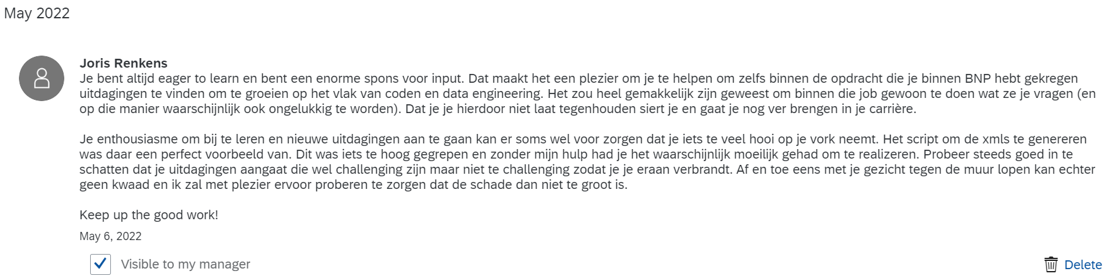 May 2022
Joris Renkens
Je bent altijd eager to learn en bent een enorme spons voor input. Dat maakt het een plezier om je te helpen om zelfs binnen de opdracht die je binnen BNP hebt gekregen
uitdagingen te vinden om te groeien op het vlak van coden en data engineering. Het zou heel gemakkelijk zijn geweest om binnen die job gewoon te doen wat ze je vragen (en
op die manier waarschijnlijk ook ongelukkig te worden). Dat je je hierdoor niet laat tegenhouden siert je en gaat je nog ver brengen in je carrière.
Je enthousiasme om bij te leren en nieuwe uitdagingen aan te gaan kan er soms wel voor zorgen dat je iets te veel hooi op je vork neemt. Het script om de xmls te genereren
was daar een perfect voorbeeld van. Dit was iets te hoog gegrepen en zonder mijn hulp had je het waarschijnlijk moeilijk gehad om te realizeren. Probeer steeds goed in te
schatten dat je uitdagingen aangaat die wel challenging zijn maar niet te challenging zodat je je eraan verbrandt. Af en toe eens met je gezicht tegen de muur lopen kan echter
geen kwaad en ik zal met plezier ervoor proberen te zorgen dat de schade dan niet te groot is.
Keep up the good work!
May 6, 2022
Visible to my manager
Delete